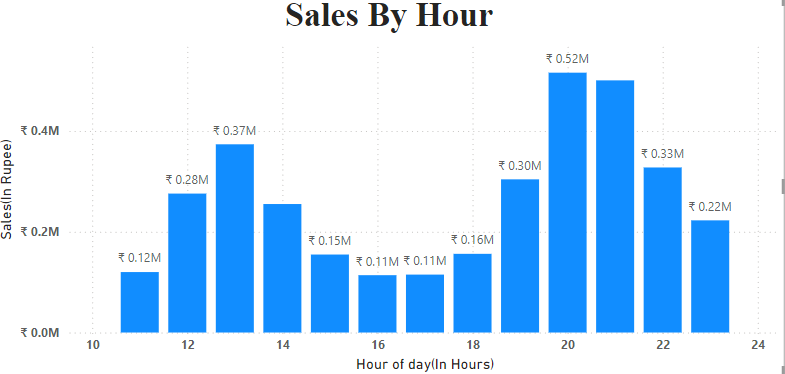 Sales By Hour
Sales(In Rupee)
₹ 0.4M
₹ 0.2M
₹ 0.0M
₹ 0.12M
₹ 0.28M
₹ 0.37M
₹ 0.15M
₹ 0.11M
₹ 0.11M
₹ 0.16M
₹ 0.30M
₹ 0.52M
₹ 0.33M
₹ 0.22M
10 12 14 16 18 20 22 24
Hour of day(In Hours)